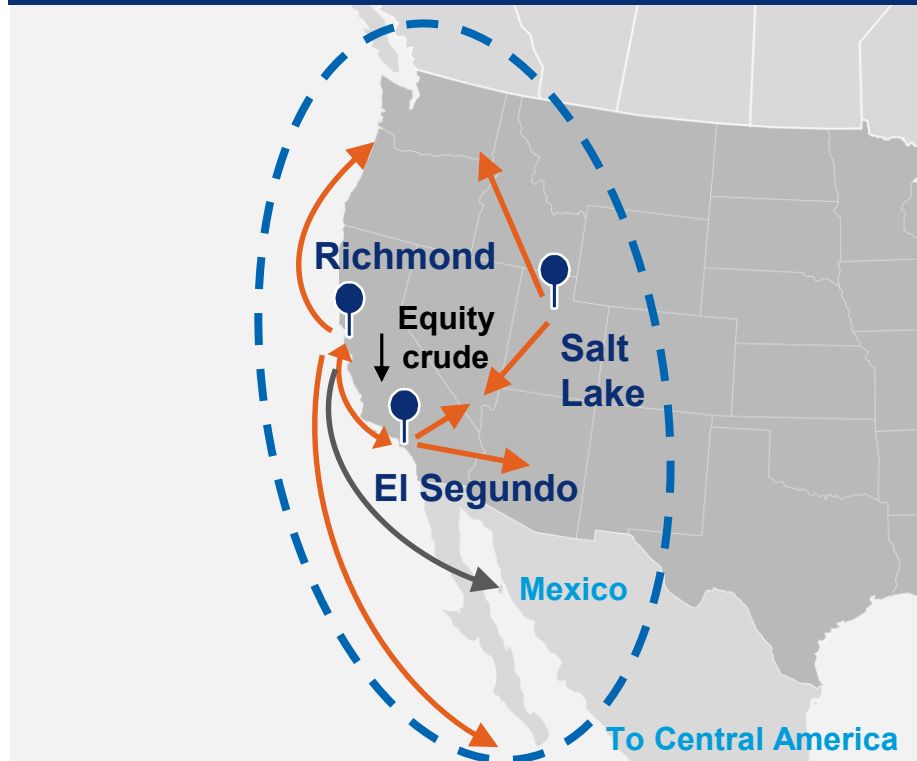 Richmond
Equity
crude
Salt
Lake
El Segundo
Mexico
To Central America